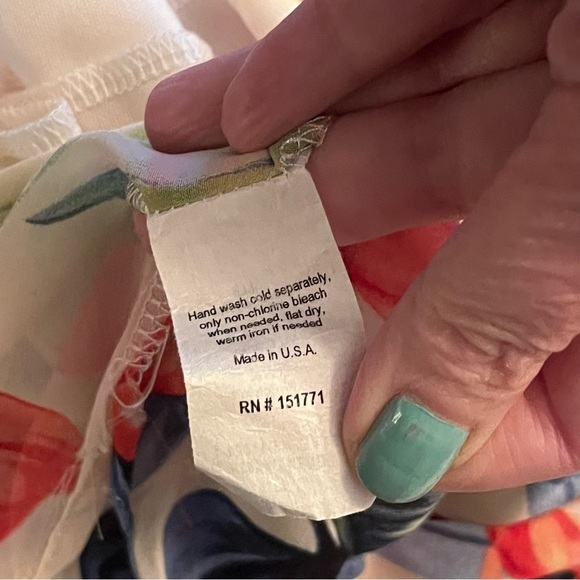 Hand wash cold separately,
only non-chlorine bleach
when needed, flat dry,
warm iron if needed
Made in U.S.A.
RN # 151771